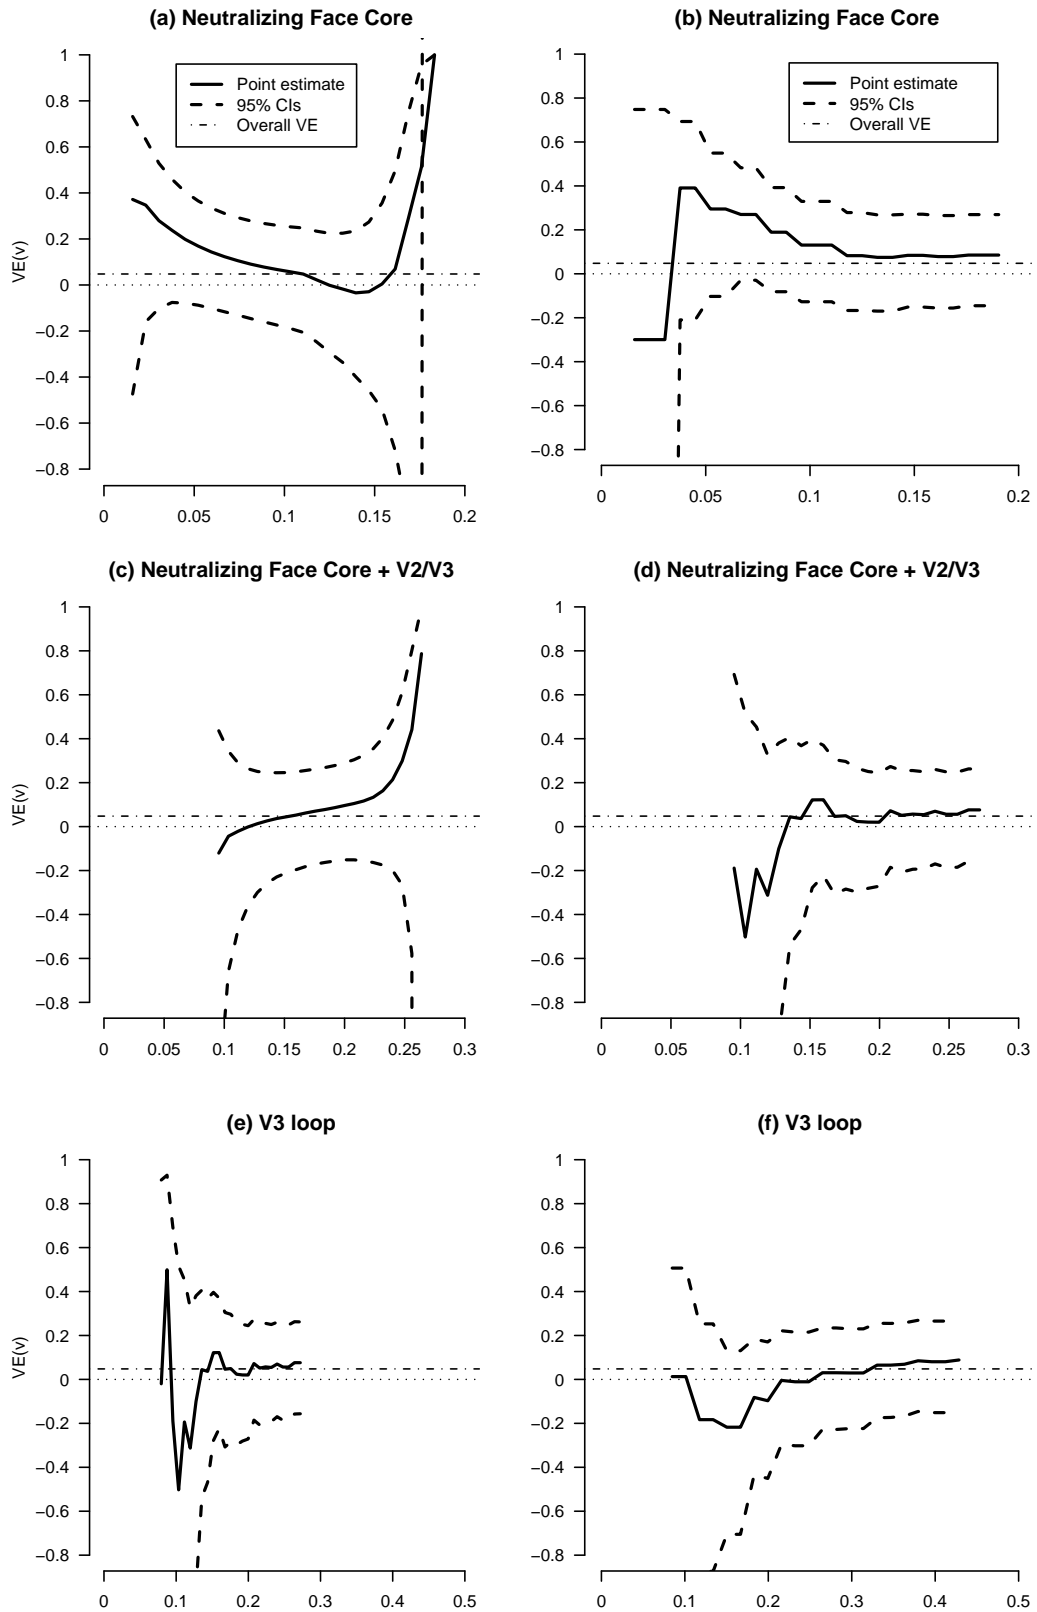 (a) Neutralizing Face Core
VE(v)
1
0.8
0.6
0.4
0.2
0
−0.2
−0.4
−0.6
−0.8
Point estimate
95% CIs
Overall VE
0 0.05 0.1 0.15 0.2
(b) Neutralizing Face Core
1
0.8
0.6
0.4
0.2
0
−0.2
−0.4
−0.6
−0.8
Point estimate
95% CIs
Overall VE
0 0.05 0.1 0.15 0.2
(c) Neutralizing Face Core + V2/V3
VE(v)
1
0.8
0.6
0.4
0.2
0
−0.2
−0.4
−0.6
−0.8
0 0.05 0.1 0.15 0.2 0.25 0.3
(d) Neutralizing Face Core + V2/V3
1
0.8
0.6
0.4
0.2
0
−0.2
−0.4
−0.6
−0.8
0 0.05 0.1 0.15 0.2 0.25 0.3
(e) V3 loop
VE(v)
1
0.8
0.6
0.4
0.2
0
−0.2
−0.4
−0.6
−0.8
0 0.1 0.2 0.3 0.4 0.5
(f) V3 loop
1
0.8
0.6
0.4
0.2
0
−0.2
−0.4
−0.6
−0.8
0 0.1 0.2 0.3 0.4 0.5